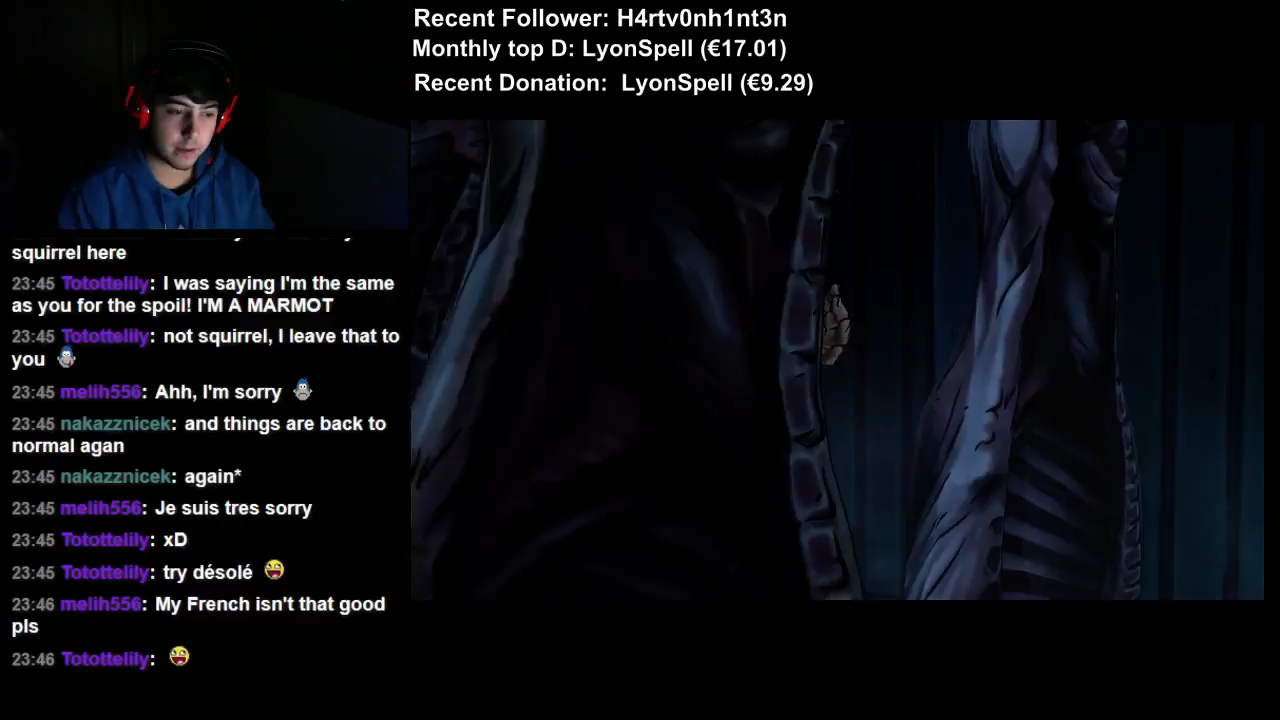 Recent Follower: H4rtv0nh1nt3n
Monthly top D: LyonSpell (€17.01)
Recent Donation: LyonSpell (€9.29)
squirrel here
23:45 Totottelily: I was saying I'm the same
as you for the spoil! I'M A MARMOT
23:45 Totottelily: not squirrel, I leave that to
you
23:45 melih556: Ahh, I'm sorry
23:45 nakazznicek: and things are back to
normal agan
23:45 nakazznicek: again*
23:45 melih556: Je suis tres sorry
23:45 Totottelily: xD
23:45 Totottelily: try désolé
23:46 melih556: My French isn't that good
pls
23:46 Totottelily: